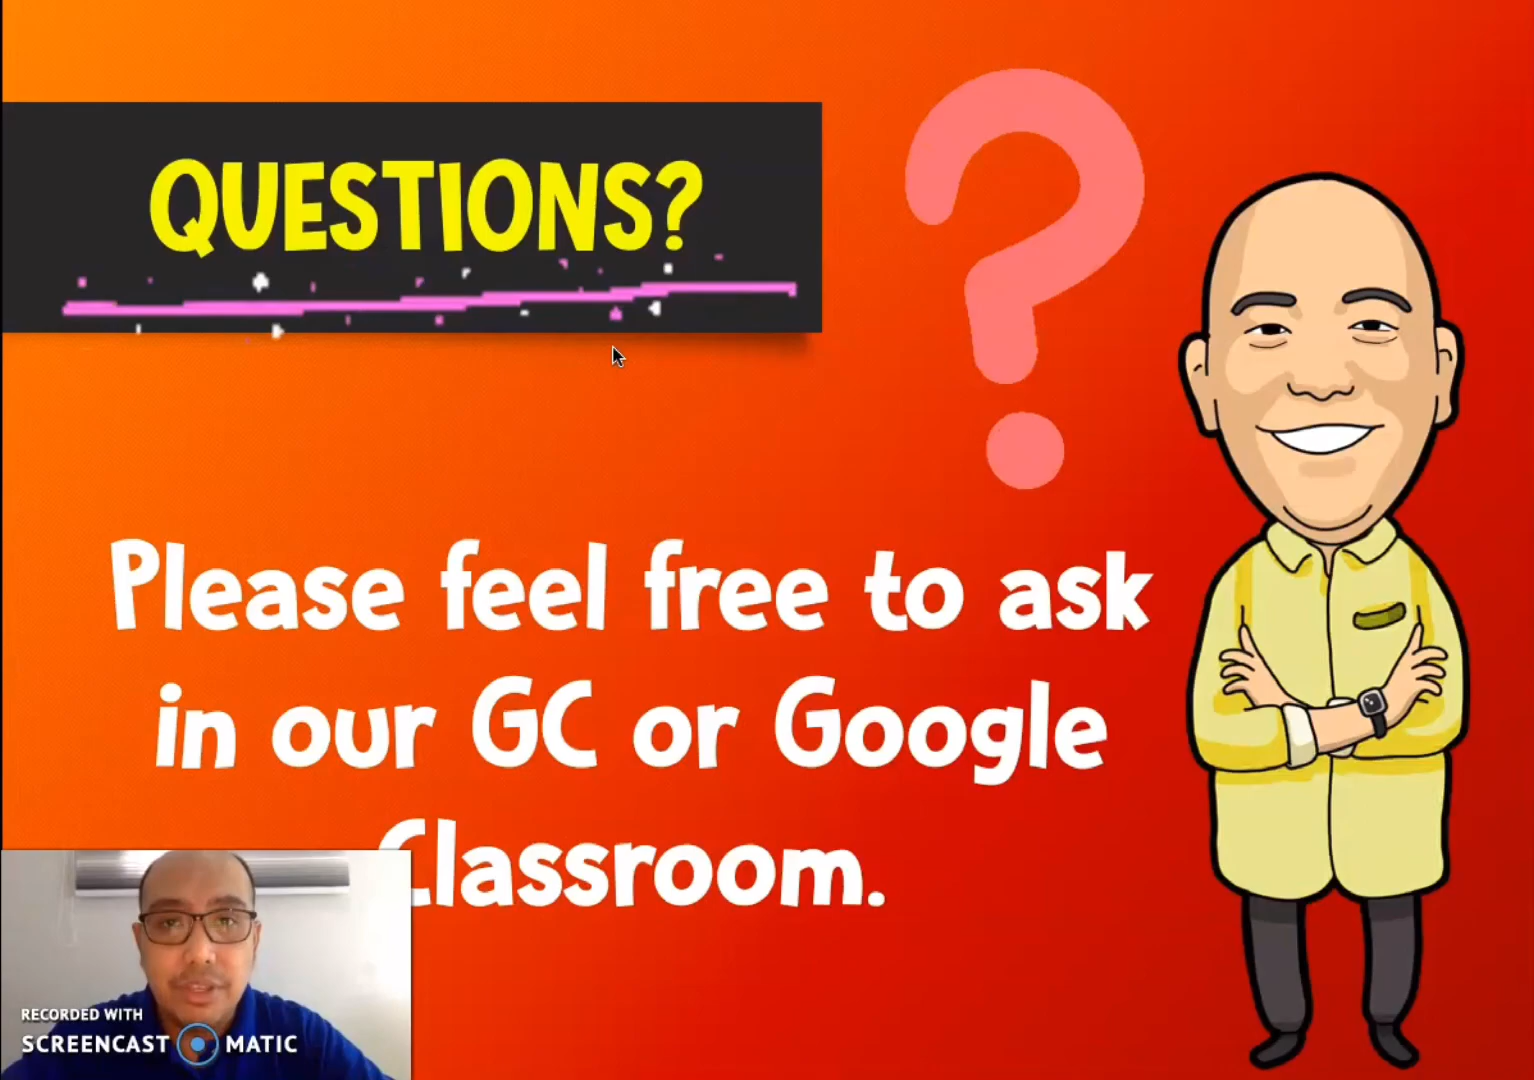 QUESTIONS?
Please feel free to ask
in our GC or Google
Classroom.
RECORDED WITH
SCREENCAST MATIC